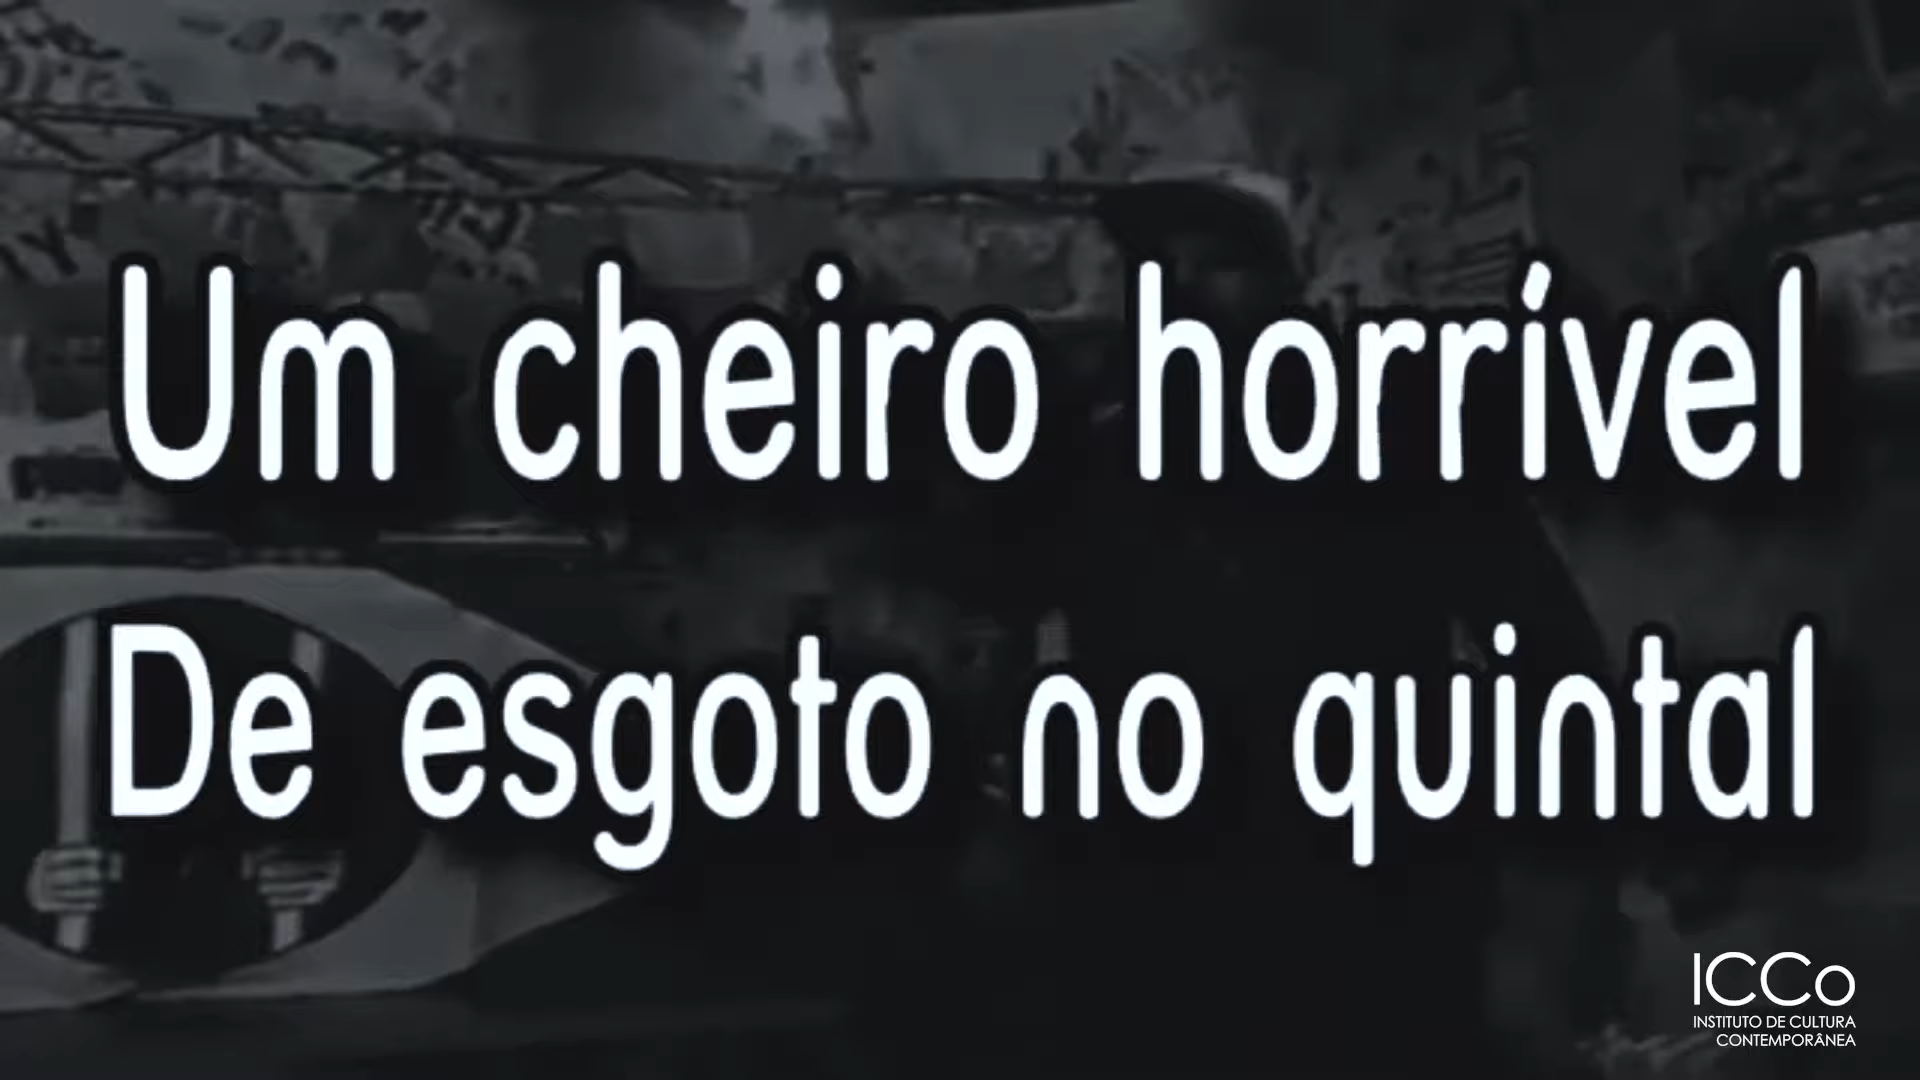 Um cheiro horrível
De esgoto no quintal
ICCo
INSTITUTO DE CULTURA
CONTEMPORÂNEA